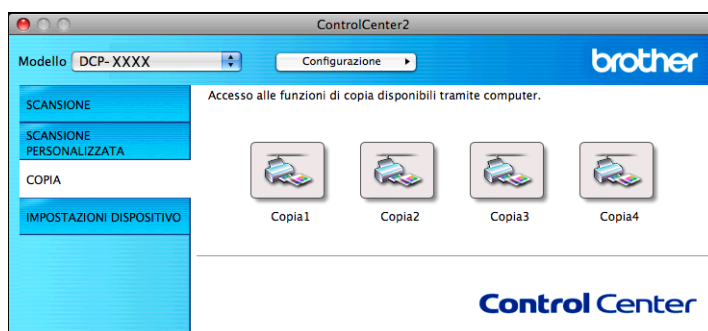 ControlCenter2
Modello DCP-XXXX Configurazione brother
SCANSIONE
SCANSIONE
PERSONALIZZATA
COPIA
IMPOSTAZIONI DISPOSITIVO
Accesso alle funzioni di copia disponibili tramite computer.
Copia1 Copia2 Copia3 Copia4
Control Center